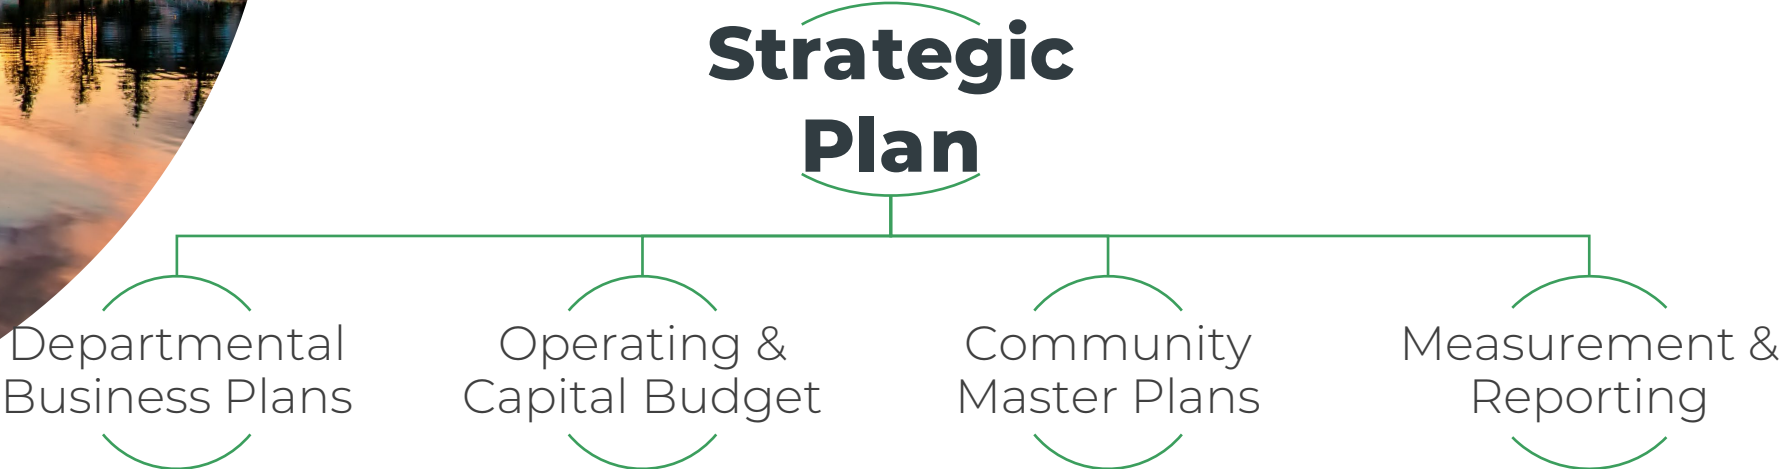 Strategic
Plan
Departmental
Business Plans
Operating &
Capital Budget
Community
Master Plans
Measurement &
Reporting